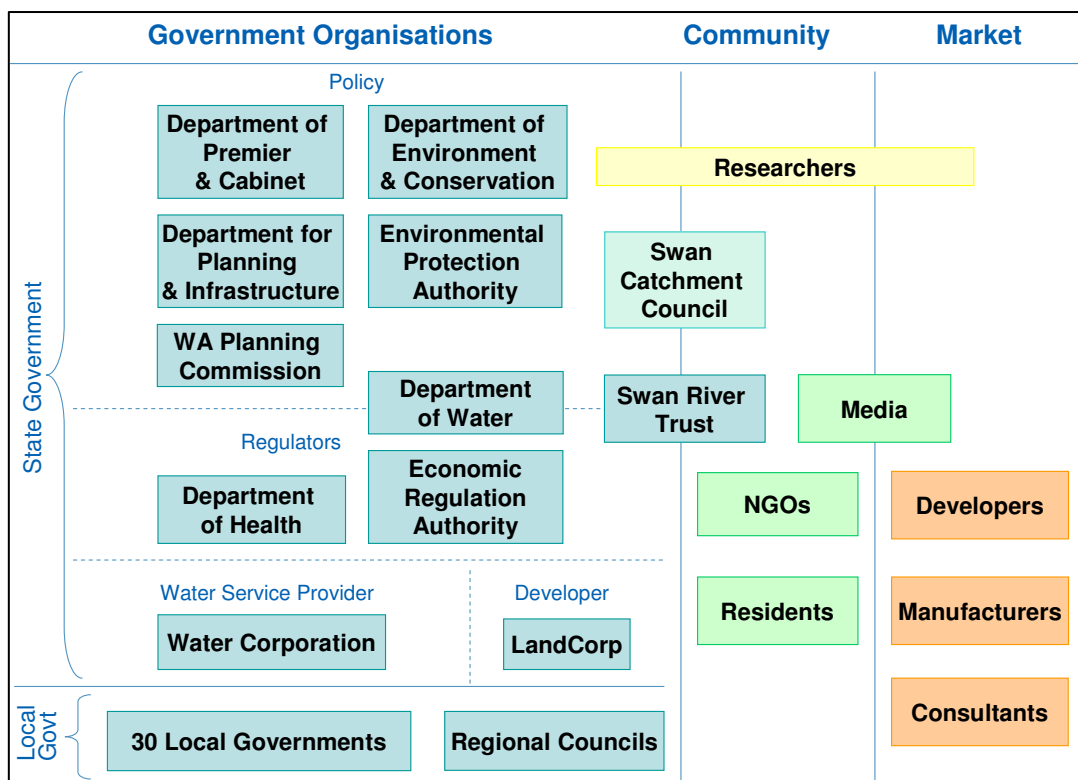 Government Organisations
Community
Market
Policy
Department of
Premier
& Cabinet
Department of
Environment
& Conservation
Researchers
Department for
Planning
& Infrastructure
Environmental
Protection
Authority
Swan
Catchment
Council
WA Planning
Commission
State Government
Department
of Water
Swan River
Trust
Media
Regulators
Department
of Health
Economic
Regulation
Authority
NGOs
Developers
Water Service Provider
Developer
Water Corporation
LandCorp
Residents
Manufacturers
Local
Govt
30 Local Governments
Regional Councils
Consultants